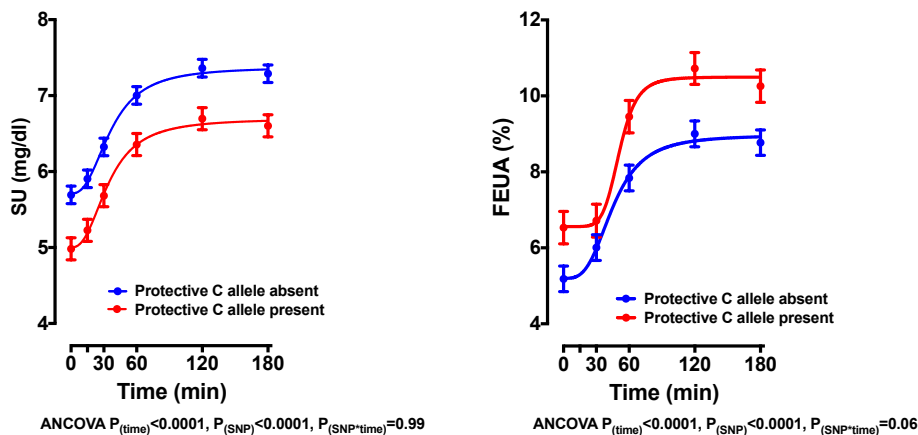 8
7
6
5
4
SU (mg/dl)
Protective C allele absent
Protective C allele present
0 30 60 120 180
Time (min)
ANCOVA P(time)<0.0001, P(SNP)<0.0001, P(SNP*time)=0.99
12
10
8
6
4
FEUA (%)
Protective C allele absent
Protective C allele present
0 30 60 120 180
Time (min)
ANCOVA P(time)<0.0001, P(SNP)<0.0001, P(SNP*time)=0.06